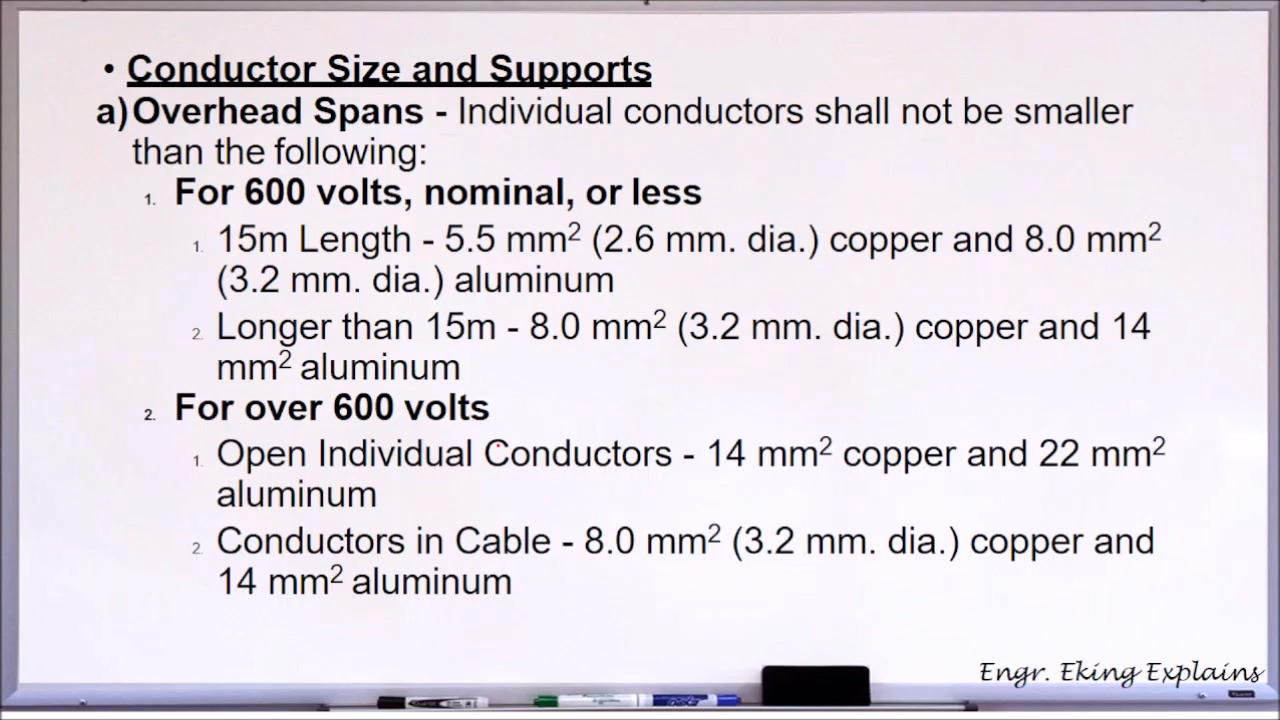 • Conductor Size and Supports
a) Overhead Spans - Individual conductors shall not be smaller
than the following:
1. For 600 volts, nominal, or less
1. 15m Length - 5.5 mm² (2.6 mm. dia.) copper and 8.0 mm²
(3.2 mm. dia.) aluminum
2. Longer than 15m - 8.0 mm² (3.2 mm. dia.) copper and 14
mm² aluminum
2. For over 600 volts
1. Open Individual Conductors - 14 mm² copper and 22 mm²
aluminum
2. Conductors in Cable - 8.0 mm² (3.2 mm. dia.) copper and
14 mm² aluminum
Engr. Eking Explains